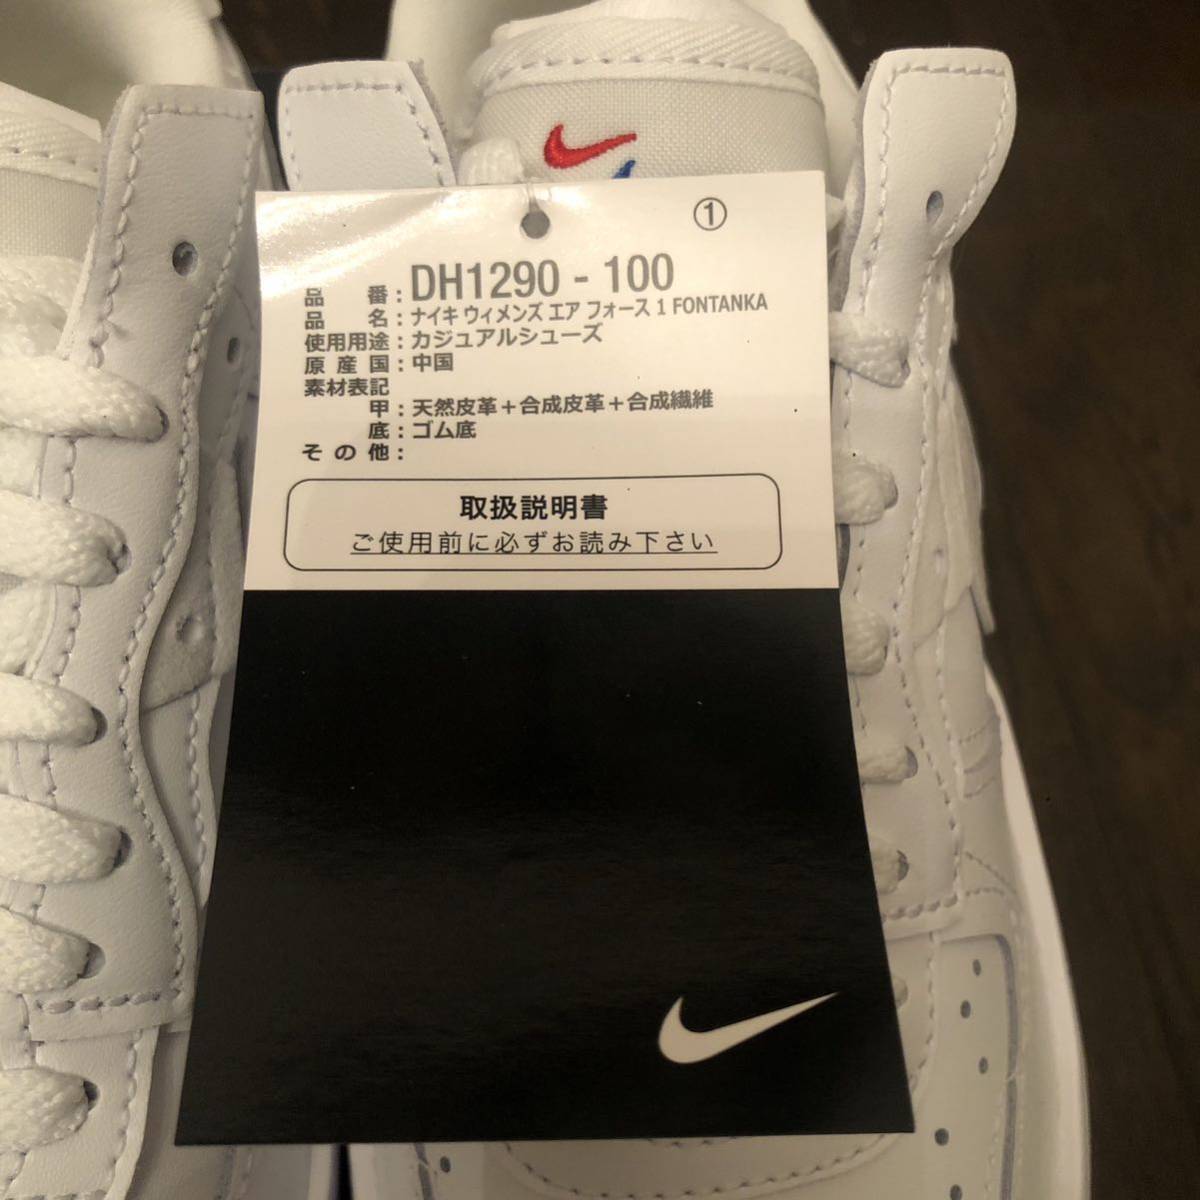 ①
品番:DH1290 - 100
品名:ナイキ ウィメンズ エア フォース 1 FONTANKA
使用用途:カジュアルシューズ
原産国:中国
素材表記
甲:天然皮革+合成皮革+合成繊維
底:ゴム底
その他:
取扱説明書
ご使用前に必ずお読み下さい